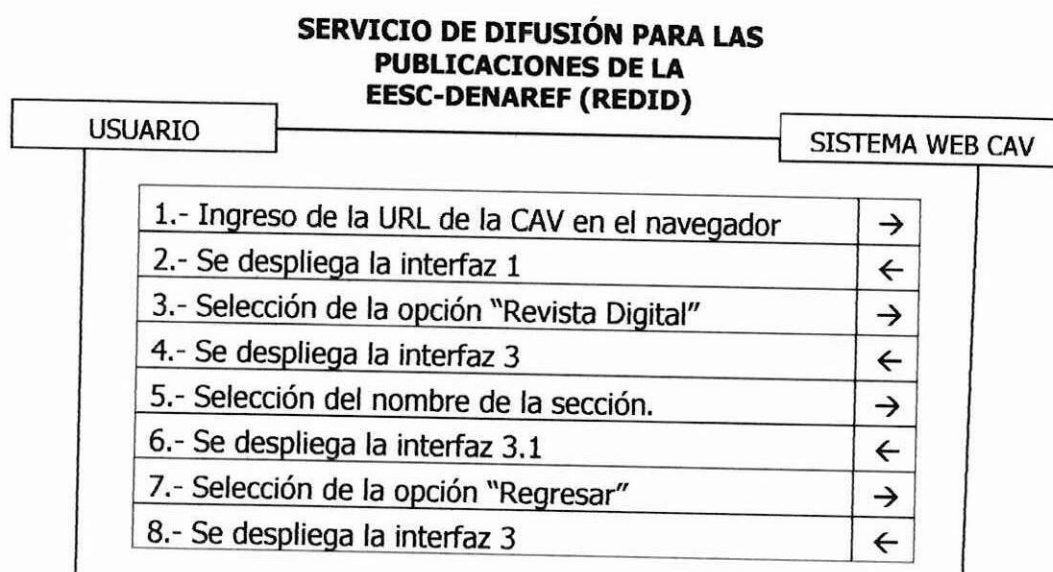 SERVICIO DE DIFUSIÓN PARA LAS
PUBLICACIONES DE LA
EESC-DENAREF (REDID)
USUARIO
SISTEMA WEB CAV
1.- Ingreso de la URL de la CAV en el navegador →
2.- Se despliega la interfaz 1 ←
3.- Selección de la opción “Revista Digital” →
4.- Se despliega la interfaz 3 ←
5.- Selección del nombre de la sección. →
6.- Se despliega la interfaz 3.1 ←
7.- Selección de la opción “Regresar” →
8.- Se despliega la interfaz 3 ←